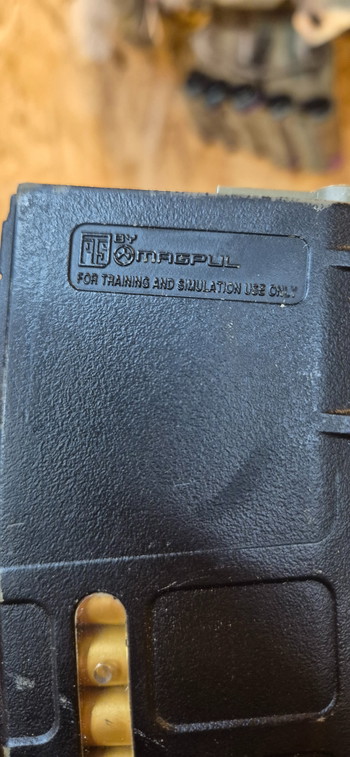 PTS BY
MAGPUL
FOR TRAINING AND SIMULATION USE ONLY